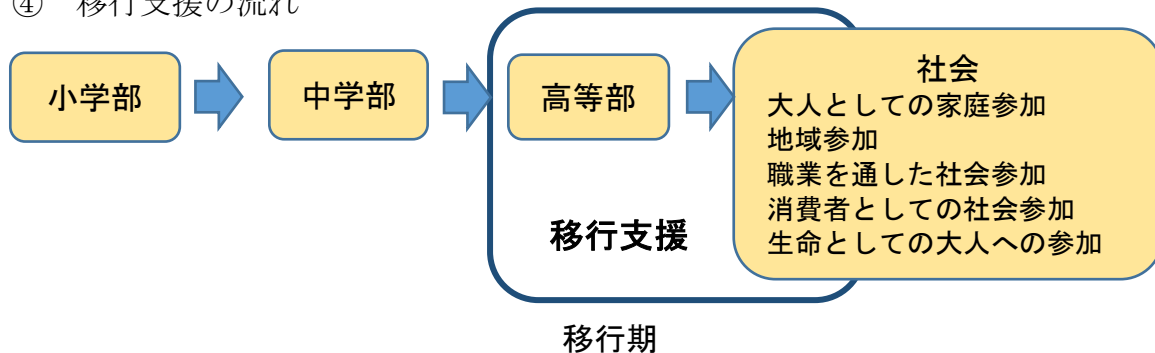 ④ 移行支援の流れ
小学部
中学部
高等部
移行支援
社会
大人としての家庭参加
地域参加
職業を通した社会参加
消費者としての社会参加
生命としての大人への参加
移行期